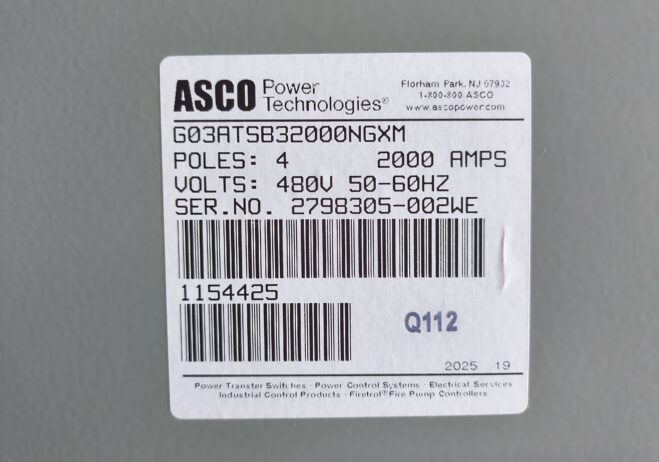 ASCO Power Technologies®
Florham Park, NJ 07932
1-800-800 ASCO
www.ascopower.com
G03ATSB32000NGXM
POLES: 4 2000 AMPS
VOLTS: 480V 50-60HZ
SER.NO. 2798305-002WE
1154425
Q112
2025 19
Power Transfer Switches · Power Control Systems · Electrical Services
Industrial Control Products · Firetrol® Fire Pump Controllers